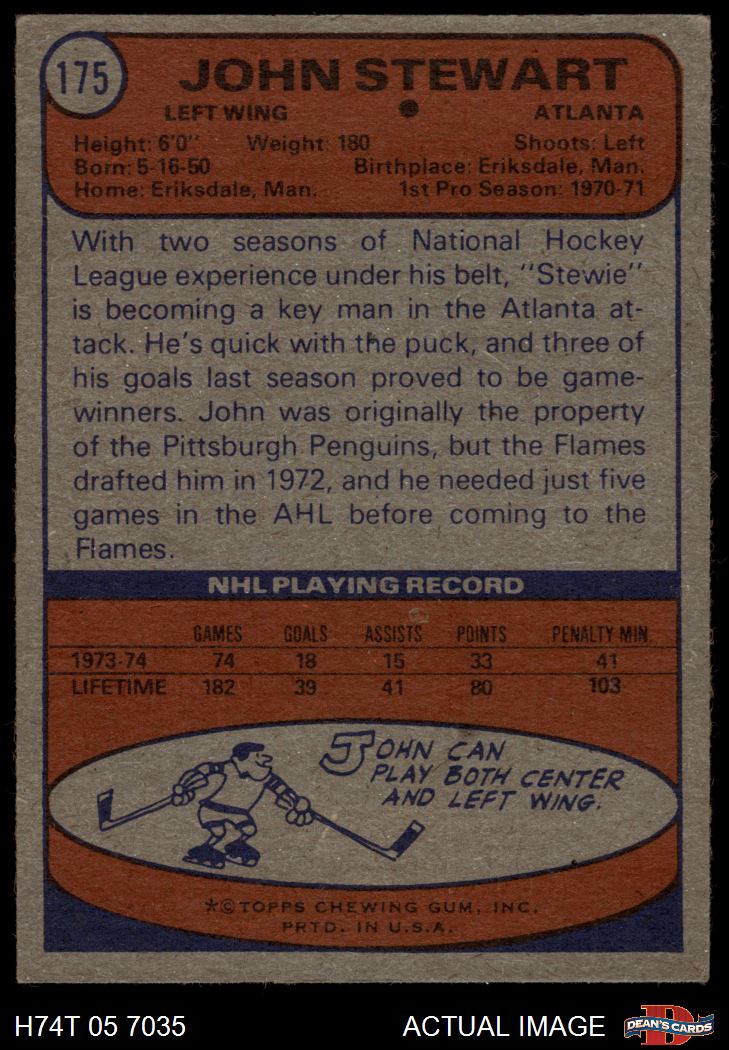 175
JOHN STEWART
LEFT WING ● ATLANTA
Height: 6'0" Weight: 180 Shoots: Left
Born: 5-16-50 Birthplace: Eriksdale, Man.
Home: Eriksdale, Man. 1st Pro Season: 1970-71
With two seasons of National Hockey
League experience under his belt, "Stewie"
is becoming a key man in the Atlanta at-
tack. He's quick with the puck, and three of
his goals last season proved to be game-
winners. John was originally the property
of the Pittsburgh Penguins, but the Flames
drafted him in 1972, and he needed just five
games in the AHL before coming to the
Flames.
NHL PLAYING RECORD
GAMES GOALS ASSISTS POINTS PENALTY MIN.
1973-74 74 18 15 33 41
LIFETIME 182 39 41 80 103
JOHN CAN
PLAY BOTH CENTER
AND LEFT WING.
*©TOPPS CHEWING GUM, INC.
PRTD. IN U.S.A.
H74T 05 7035 ACTUAL IMAGE D DEAN'S CARDS